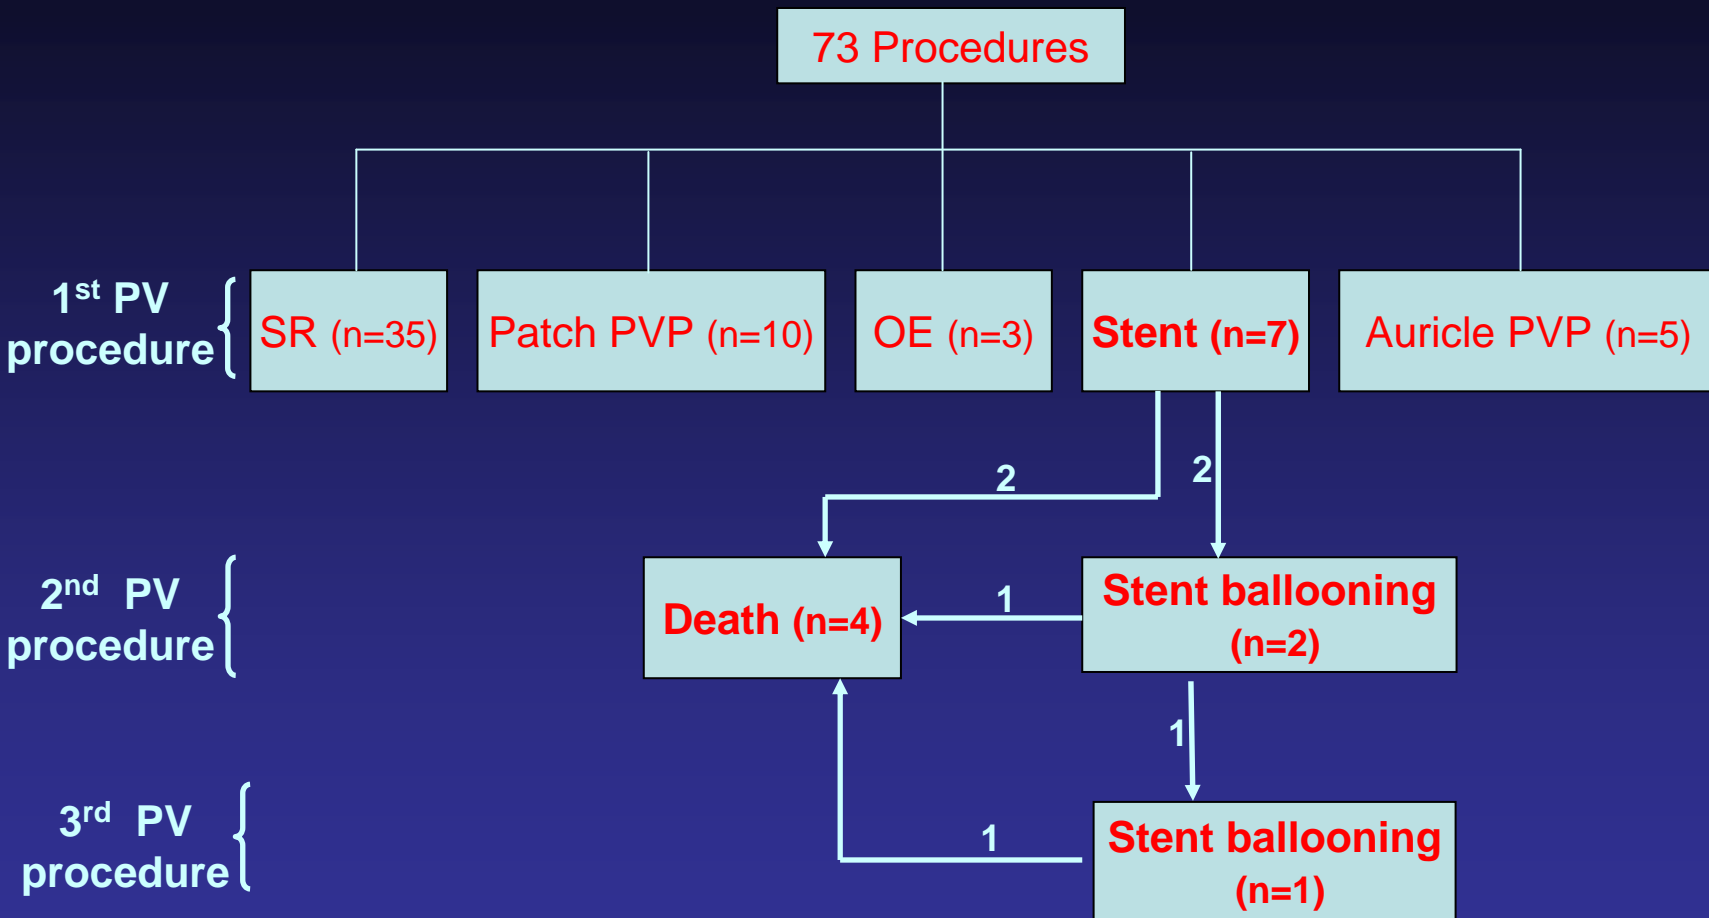 73 Procedures
1st PV
procedure
SR (n=35)
Patch PVP (n=10)
OE (n=3)
Stent (n=7)
Auricle PVP (n=5)
2
2
2nd PV
procedure
Death (n=4)
1
Stent ballooning
(n=2)
1
3rd PV
procedure
1
Stent ballooning
(n=1)